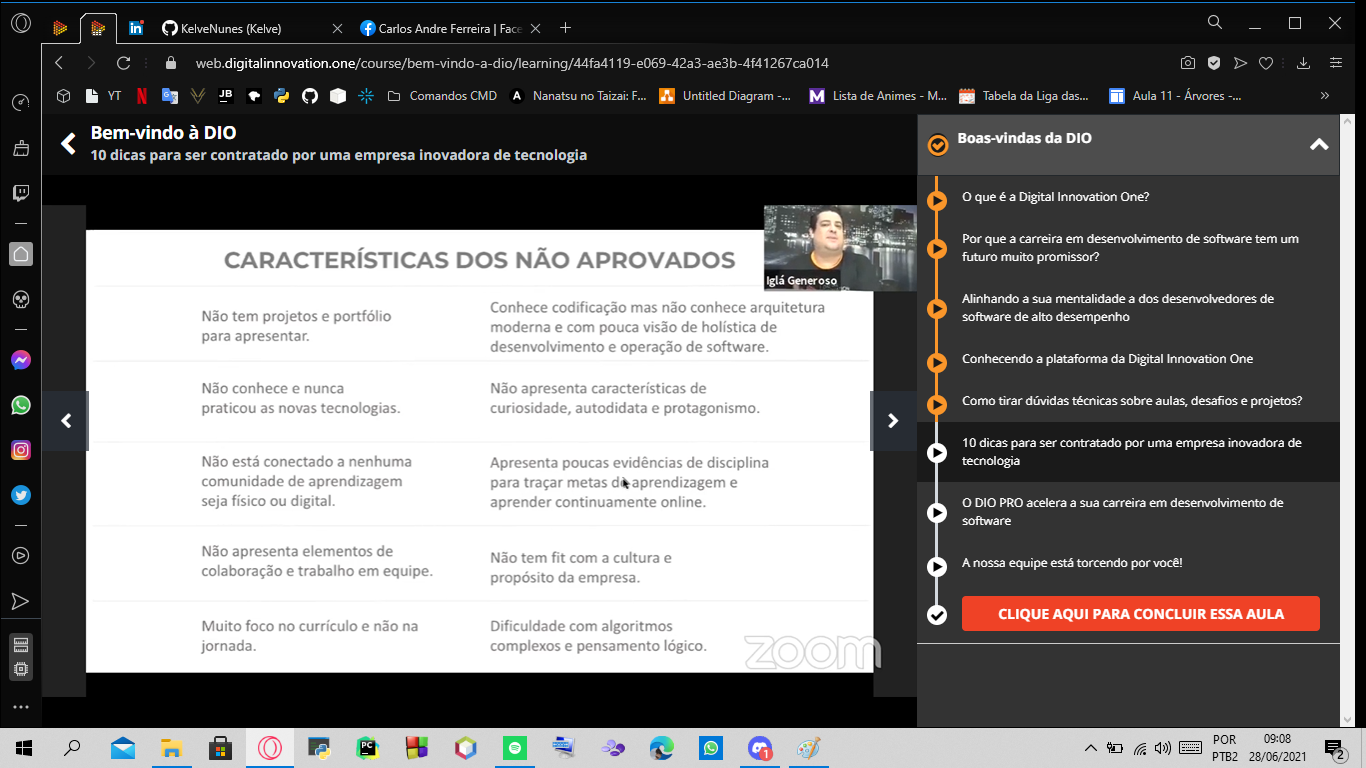 KelveNunes (Kelve)
Carlos Andre Ferreira | Face
web.digitalinnovation.one/course/bem-vindo-a-dio/learning/44fa4119-e069-42a3-ae3b-4f41267ca014
YT
JB
Comandos CMD
Nanatsu no Taizai: F...
Untitled Diagram -...
Lista de Animes - M...
Tabela da Liga das...
Aula 11 - Árvores -...
Bem-vindo à DIO
10 dicas para ser contratado por uma empresa inovadora de tecnologia
CARACTERÍSTICAS DOS NÃO APROVADOS
Iglá Generoso
Não tem projetos e portfólio
para apresentar.
Conhece codificação mas não conhece arquitetura
moderna e com pouca visão de holística de
desenvolvimento e operação de software.
Não conhece e nunca
praticou as novas tecnologias.
Não apresenta características de
curiosidade, autodidata e protagonismo.
Não está conectado a nenhuma
comunidade de aprendizagem
seja físico ou digital.
Apresenta poucas evidências de disciplina
para traçar metas de aprendizagem e
aprender continuamente online.
Não apresenta elementos de
colaboração e trabalho em equipe.
Não tem fit com a cultura e
propósito da empresa.
Muito foco no currículo e não na
jornada.
Dificuldade com algoritmos
complexos e pensamento lógico.
zoom
Boas-vindas da DIO
O que é a Digital Innovation One?
Por que a carreira em desenvolvimento de software tem um
futuro muito promissor?
Alinhando a sua mentalidade a dos desenvolvedores de
software de alto desempenho
Conhecendo a plataforma da Digital Innovation One
Como tirar dúvidas técnicas sobre aulas, desafios e projetos?
10 dicas para ser contratado por uma empresa inovadora de
tecnologia
O DIO PRO acelera a sua carreira em desenvolvimento de
software
A nossa equipe está torcendo por você!
CLIQUE AQUI PARA CONCLUIR ESSA AULA
PC
1
POR
PTB2
09:08
28/06/2021
2